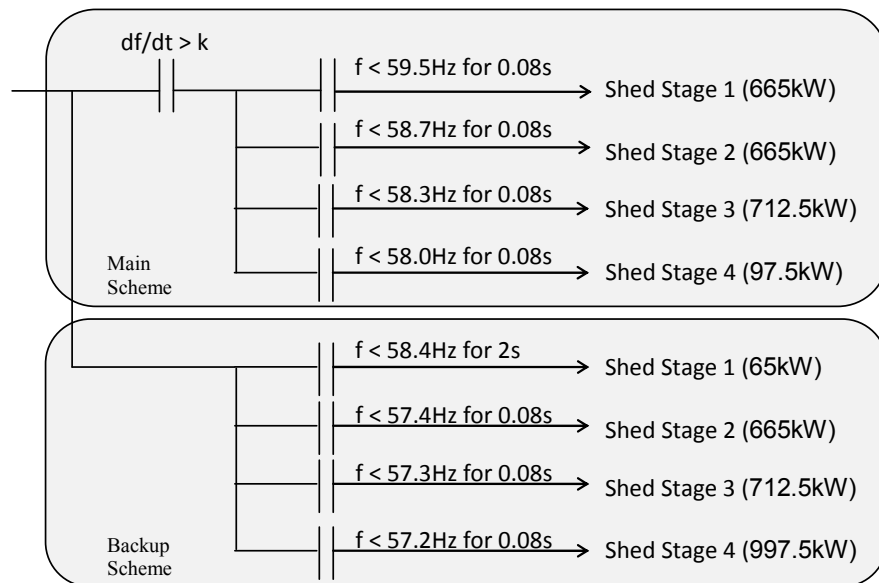 df/dt > k
f < 59.5Hz for 0.08s
Shed Stage 1 (665kW)
f < 58.7Hz for 0.08s
Shed Stage 2 (665kW)
f < 58.3Hz for 0.08s
Shed Stage 3 (712.5kW)
f < 58.0Hz for 0.08s
Shed Stage 4 (97.5kW)
Main
Scheme
f < 58.4Hz for 2s
Shed Stage 1 (65kW)
f < 57.4Hz for 0.08s
Shed Stage 2 (665kW)
f < 57.3Hz for 0.08s
Shed Stage 3 (712.5kW)
f < 57.2Hz for 0.08s
Shed Stage 4 (997.5kW)
Backup
Scheme